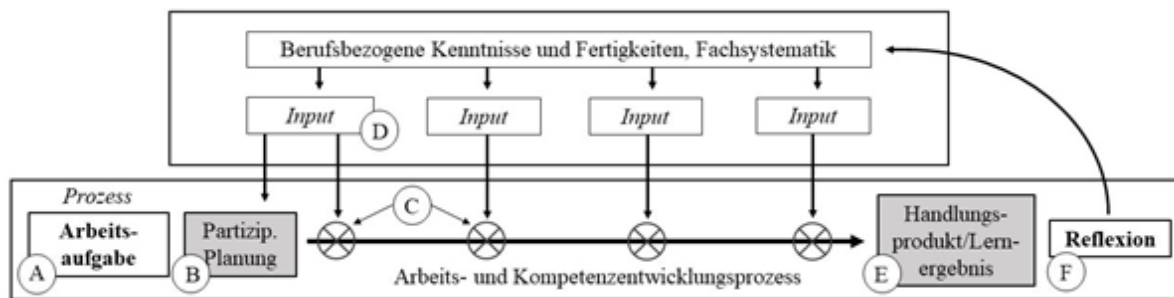 Berufsbezogene Kenntnisse und Fertigkeiten, Fachsystematik
Input
D
Input
Input
Input
Prozess
C
Arbeits-
aufgabe
A
Partizip.
Planung
B
Arbeits- und Kompetenzentwicklungsprozess
Handlungs-
produkt/Lern-
ergebnis
E
Reflexion
F